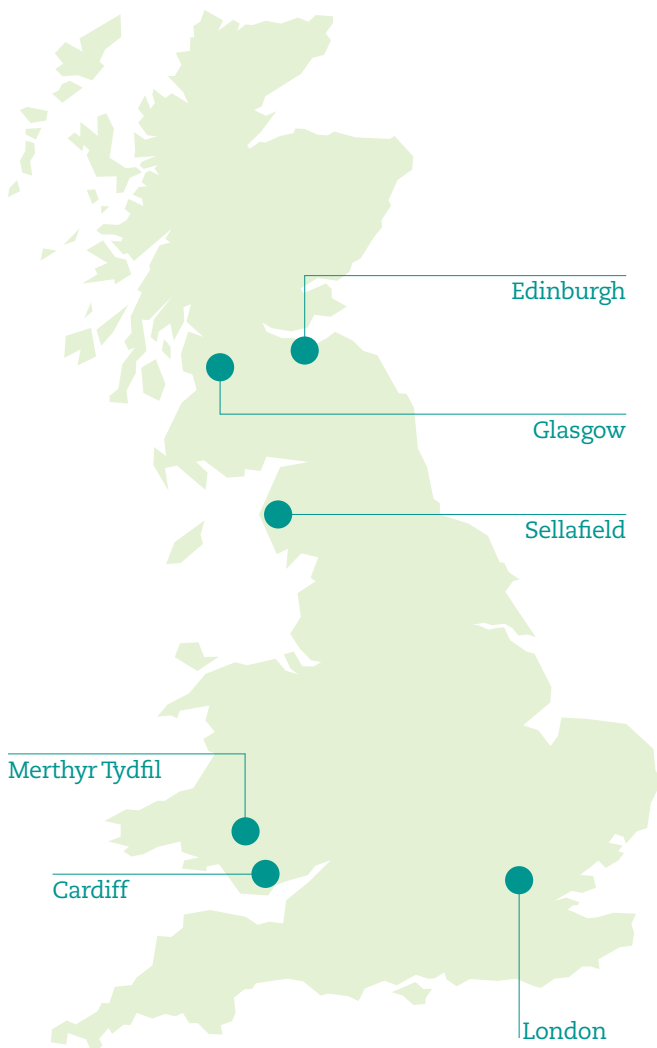 Edinburgh
Glasgow
Sellafield
Merthyr Tydfil
Cardiff
London